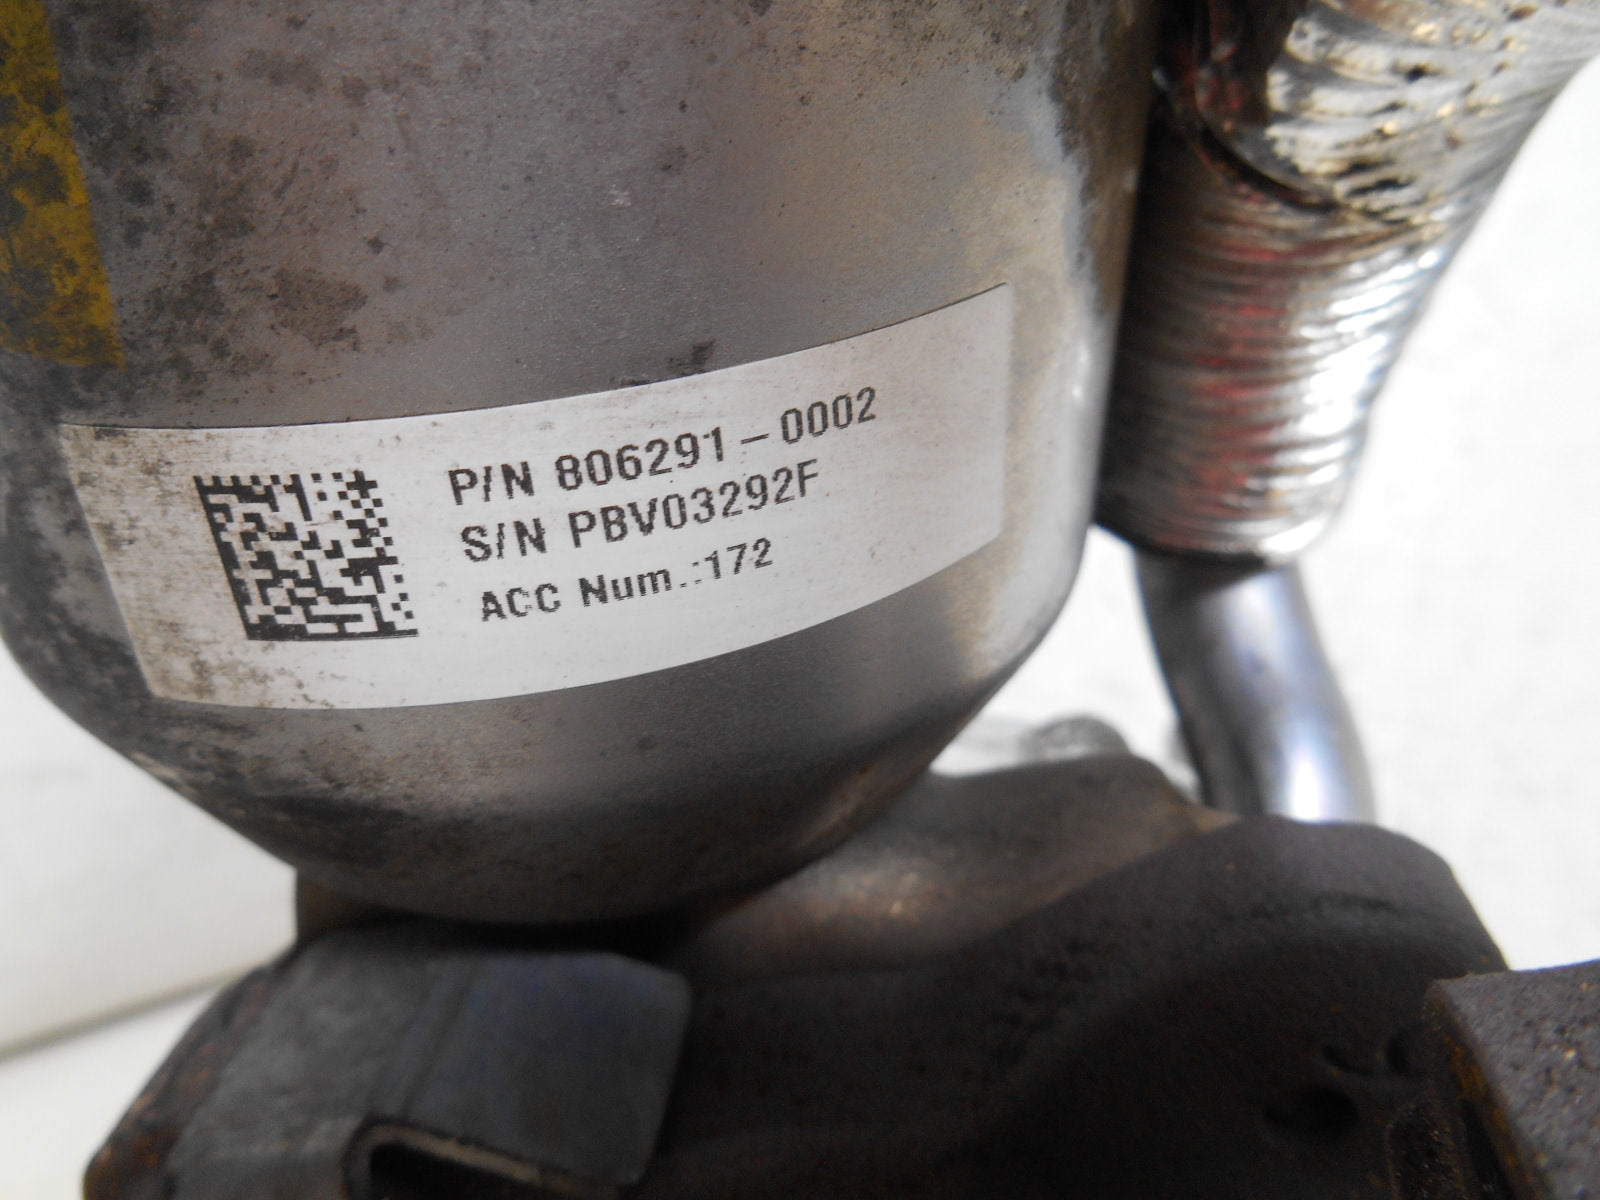 P/N 806291-0002
S/N PBV03292F
ACC Num.:172